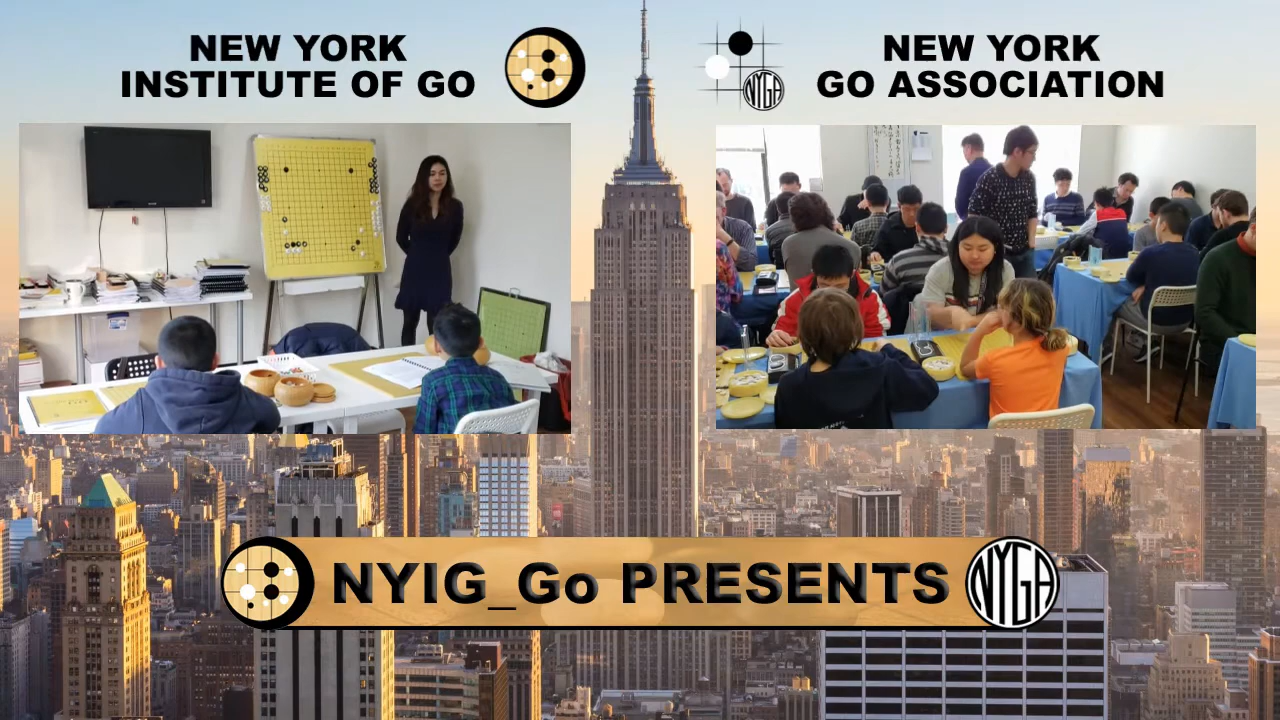 NEW YORK
INSTITUTE OF GO
NEW YORK
GO ASSOCIATION
NYGA
NYIG_Go PRESENTS
NYGA